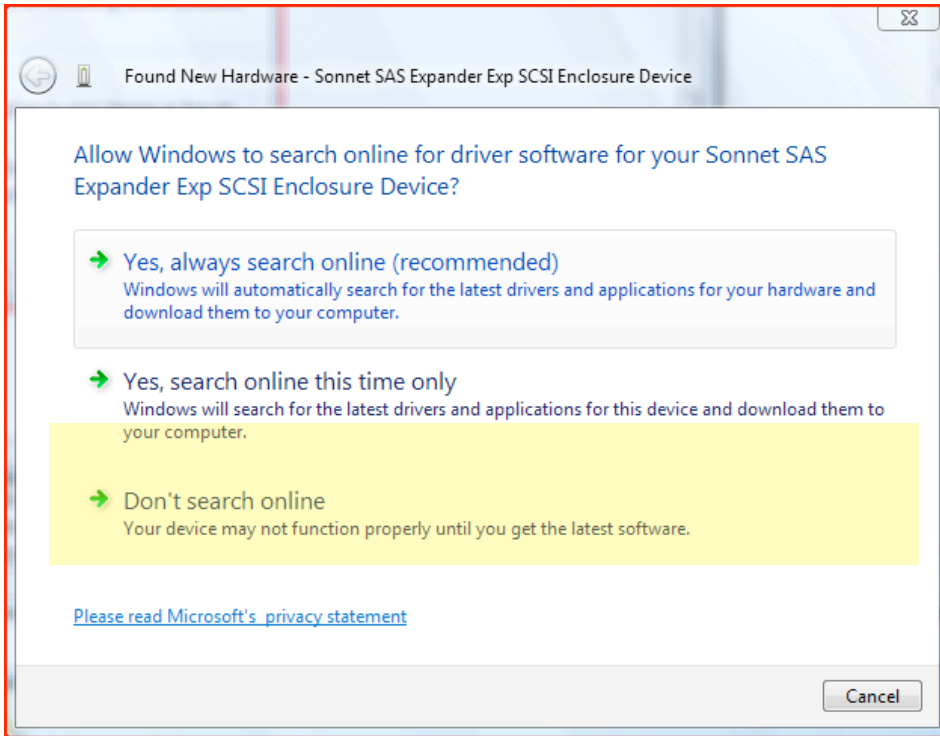 Found New Hardware - Sonnet SAS Expander Exp SCSI Enclosure Device
Allow Windows to search online for driver software for your Sonnet SAS
Expander Exp SCSI Enclosure Device?
Yes, always search online (recommended)
Windows will automatically search for the latest drivers and applications for your hardware and
download them to your computer.
Yes, search online this time only
Windows will search for the latest drivers and applications for this device and download them to
your computer.
Don't search online
Your device may not function properly until you get the latest software.
Please read Microsoft's privacy statement
Cancel